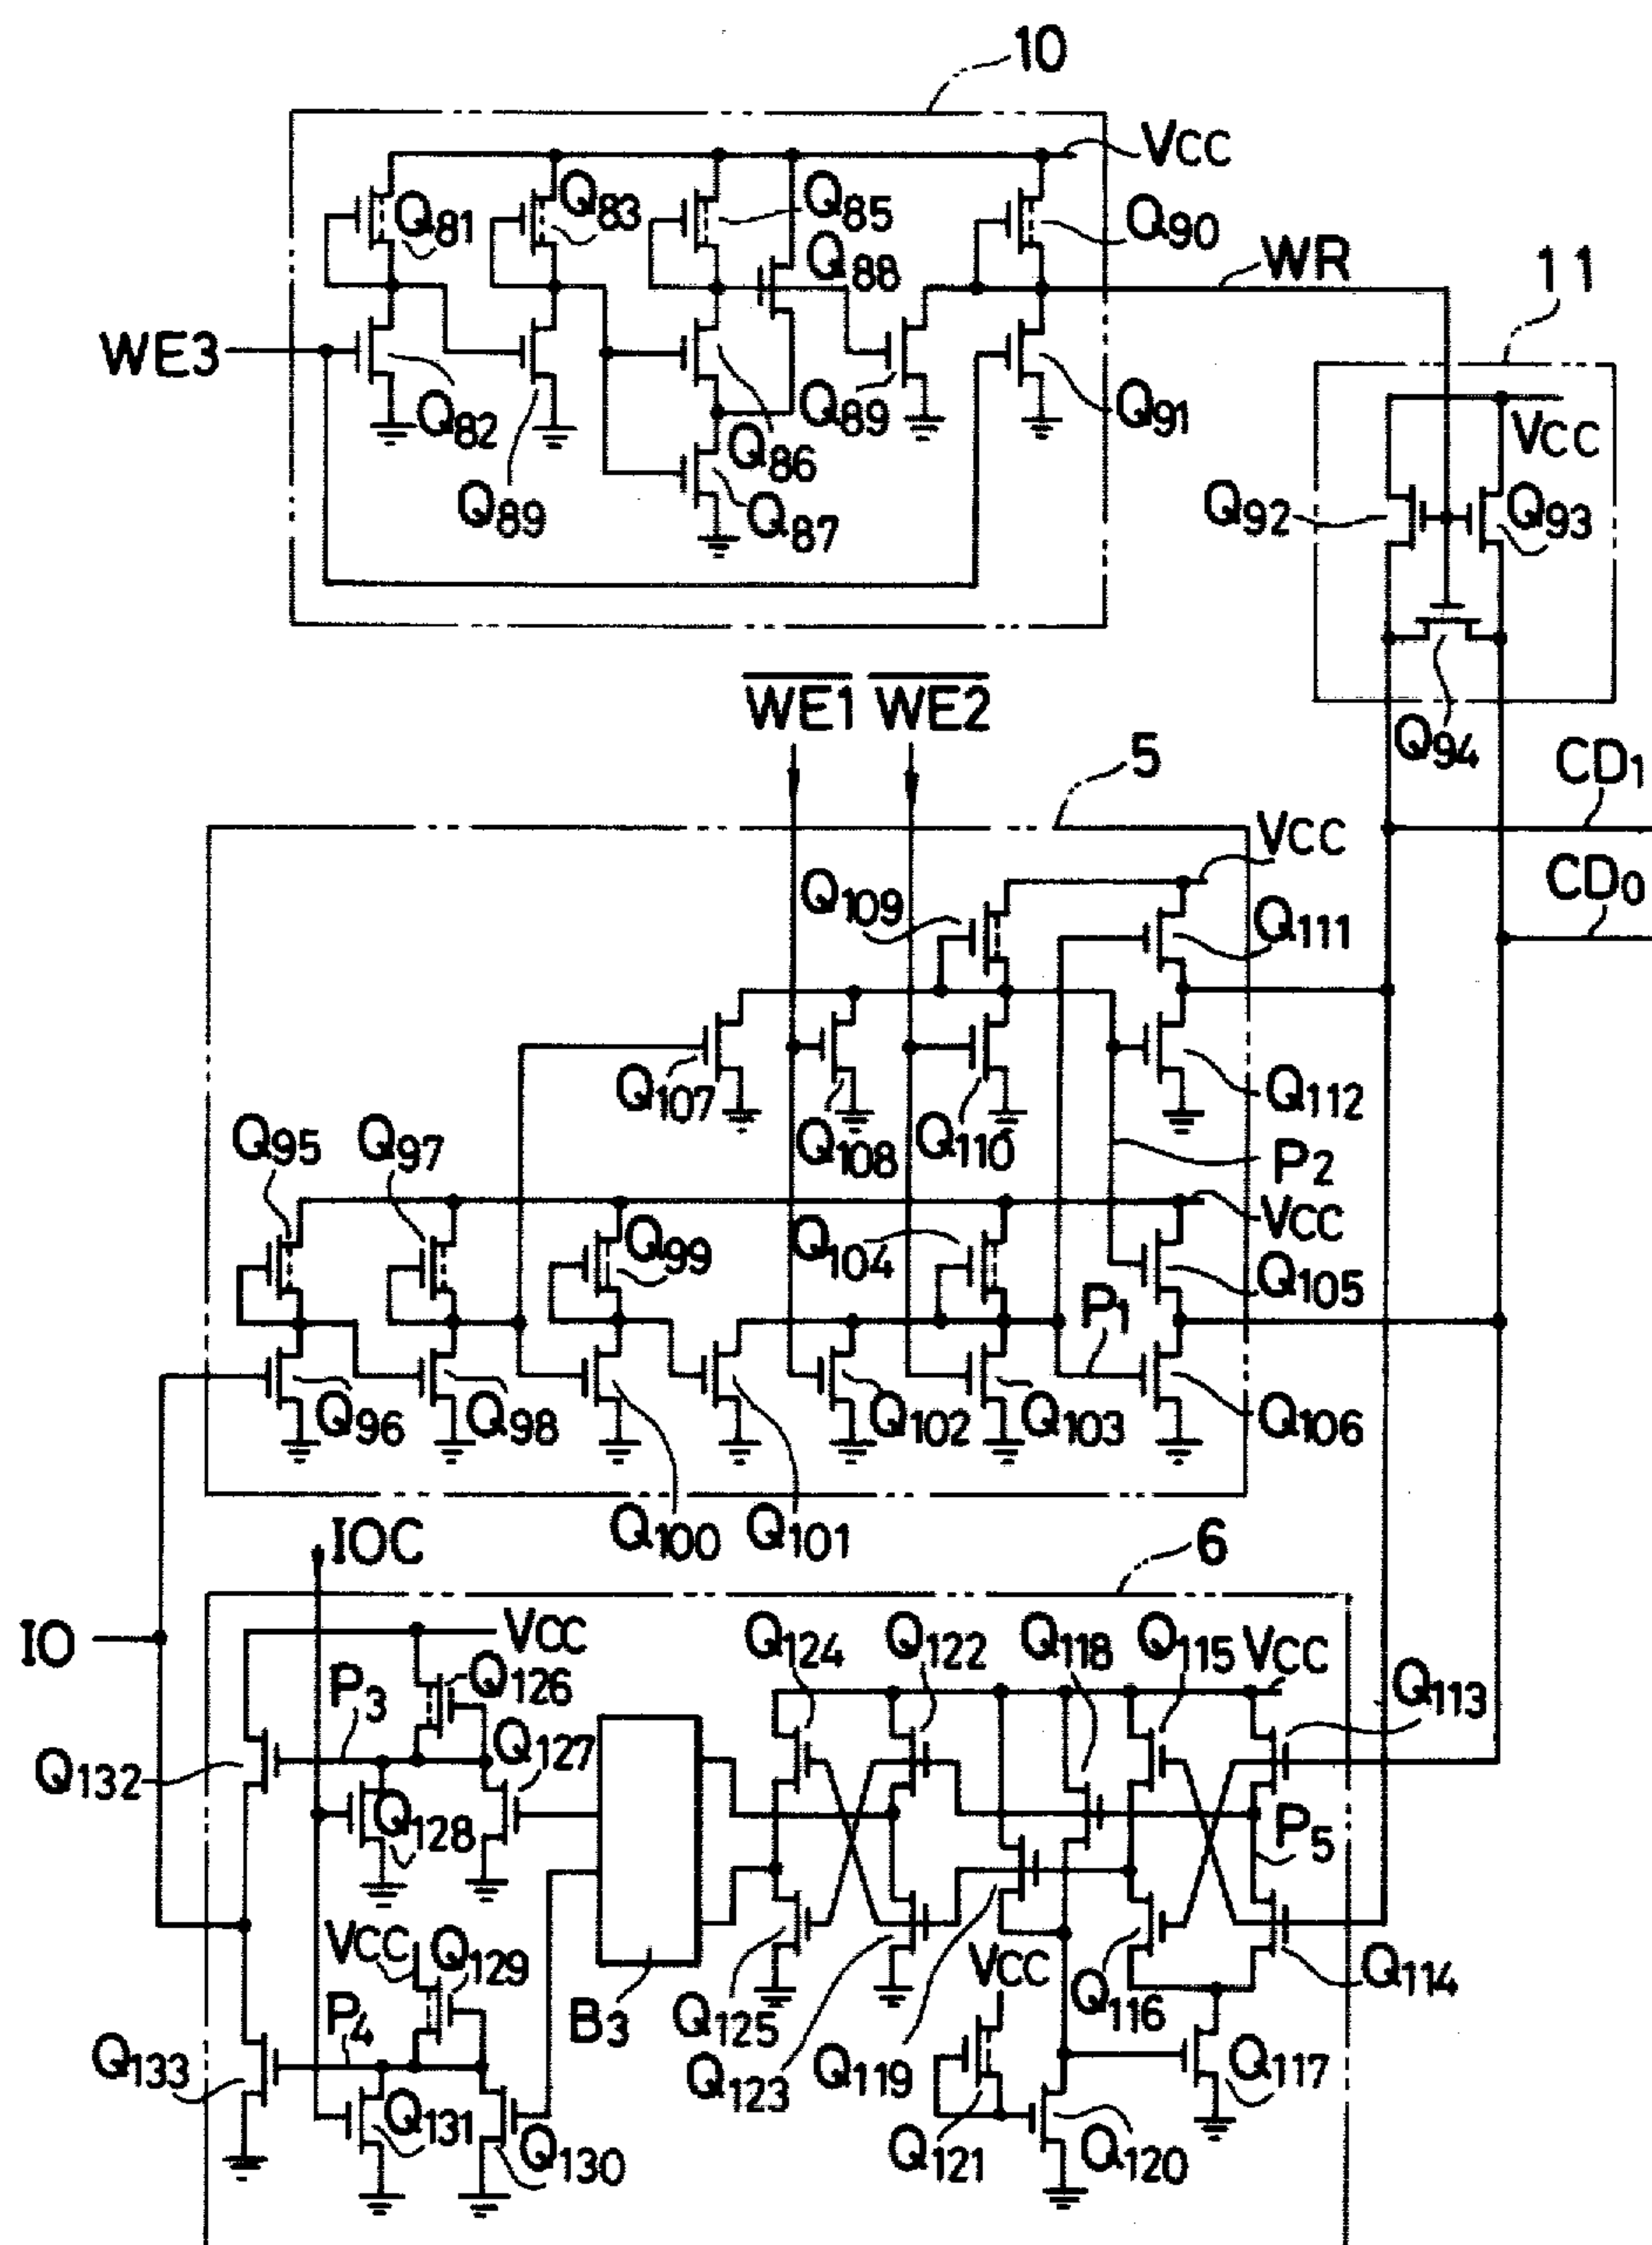 10
VCC
Q81
Q83
Q85
Q88
Q90
WR
11
WE3
Q82
Q89
Q86
Q87
Q89
Q91
VCC
Q92
Q93
Q94
WE1 WE2
5
CD1
VCC
CD0
Q109
Q111
Q107
Q108
Q110
Q112
Q95
Q97
P2
VCC
Q99
Q104
Q105
P1
Q96
Q98
Q102
Q103
Q106
Q100
Q101
IOC
6
IO
VCC
Q124
Q122
Q118
Q115
VCC
P3
Q126
Q113
Q132
Q127
Q128
P5
VCC
Q129
VCC
Q116
Q114
P4
B3
Q125
Q133
Q123
Q119
Q117
Q131
Q130
Q121
Q120